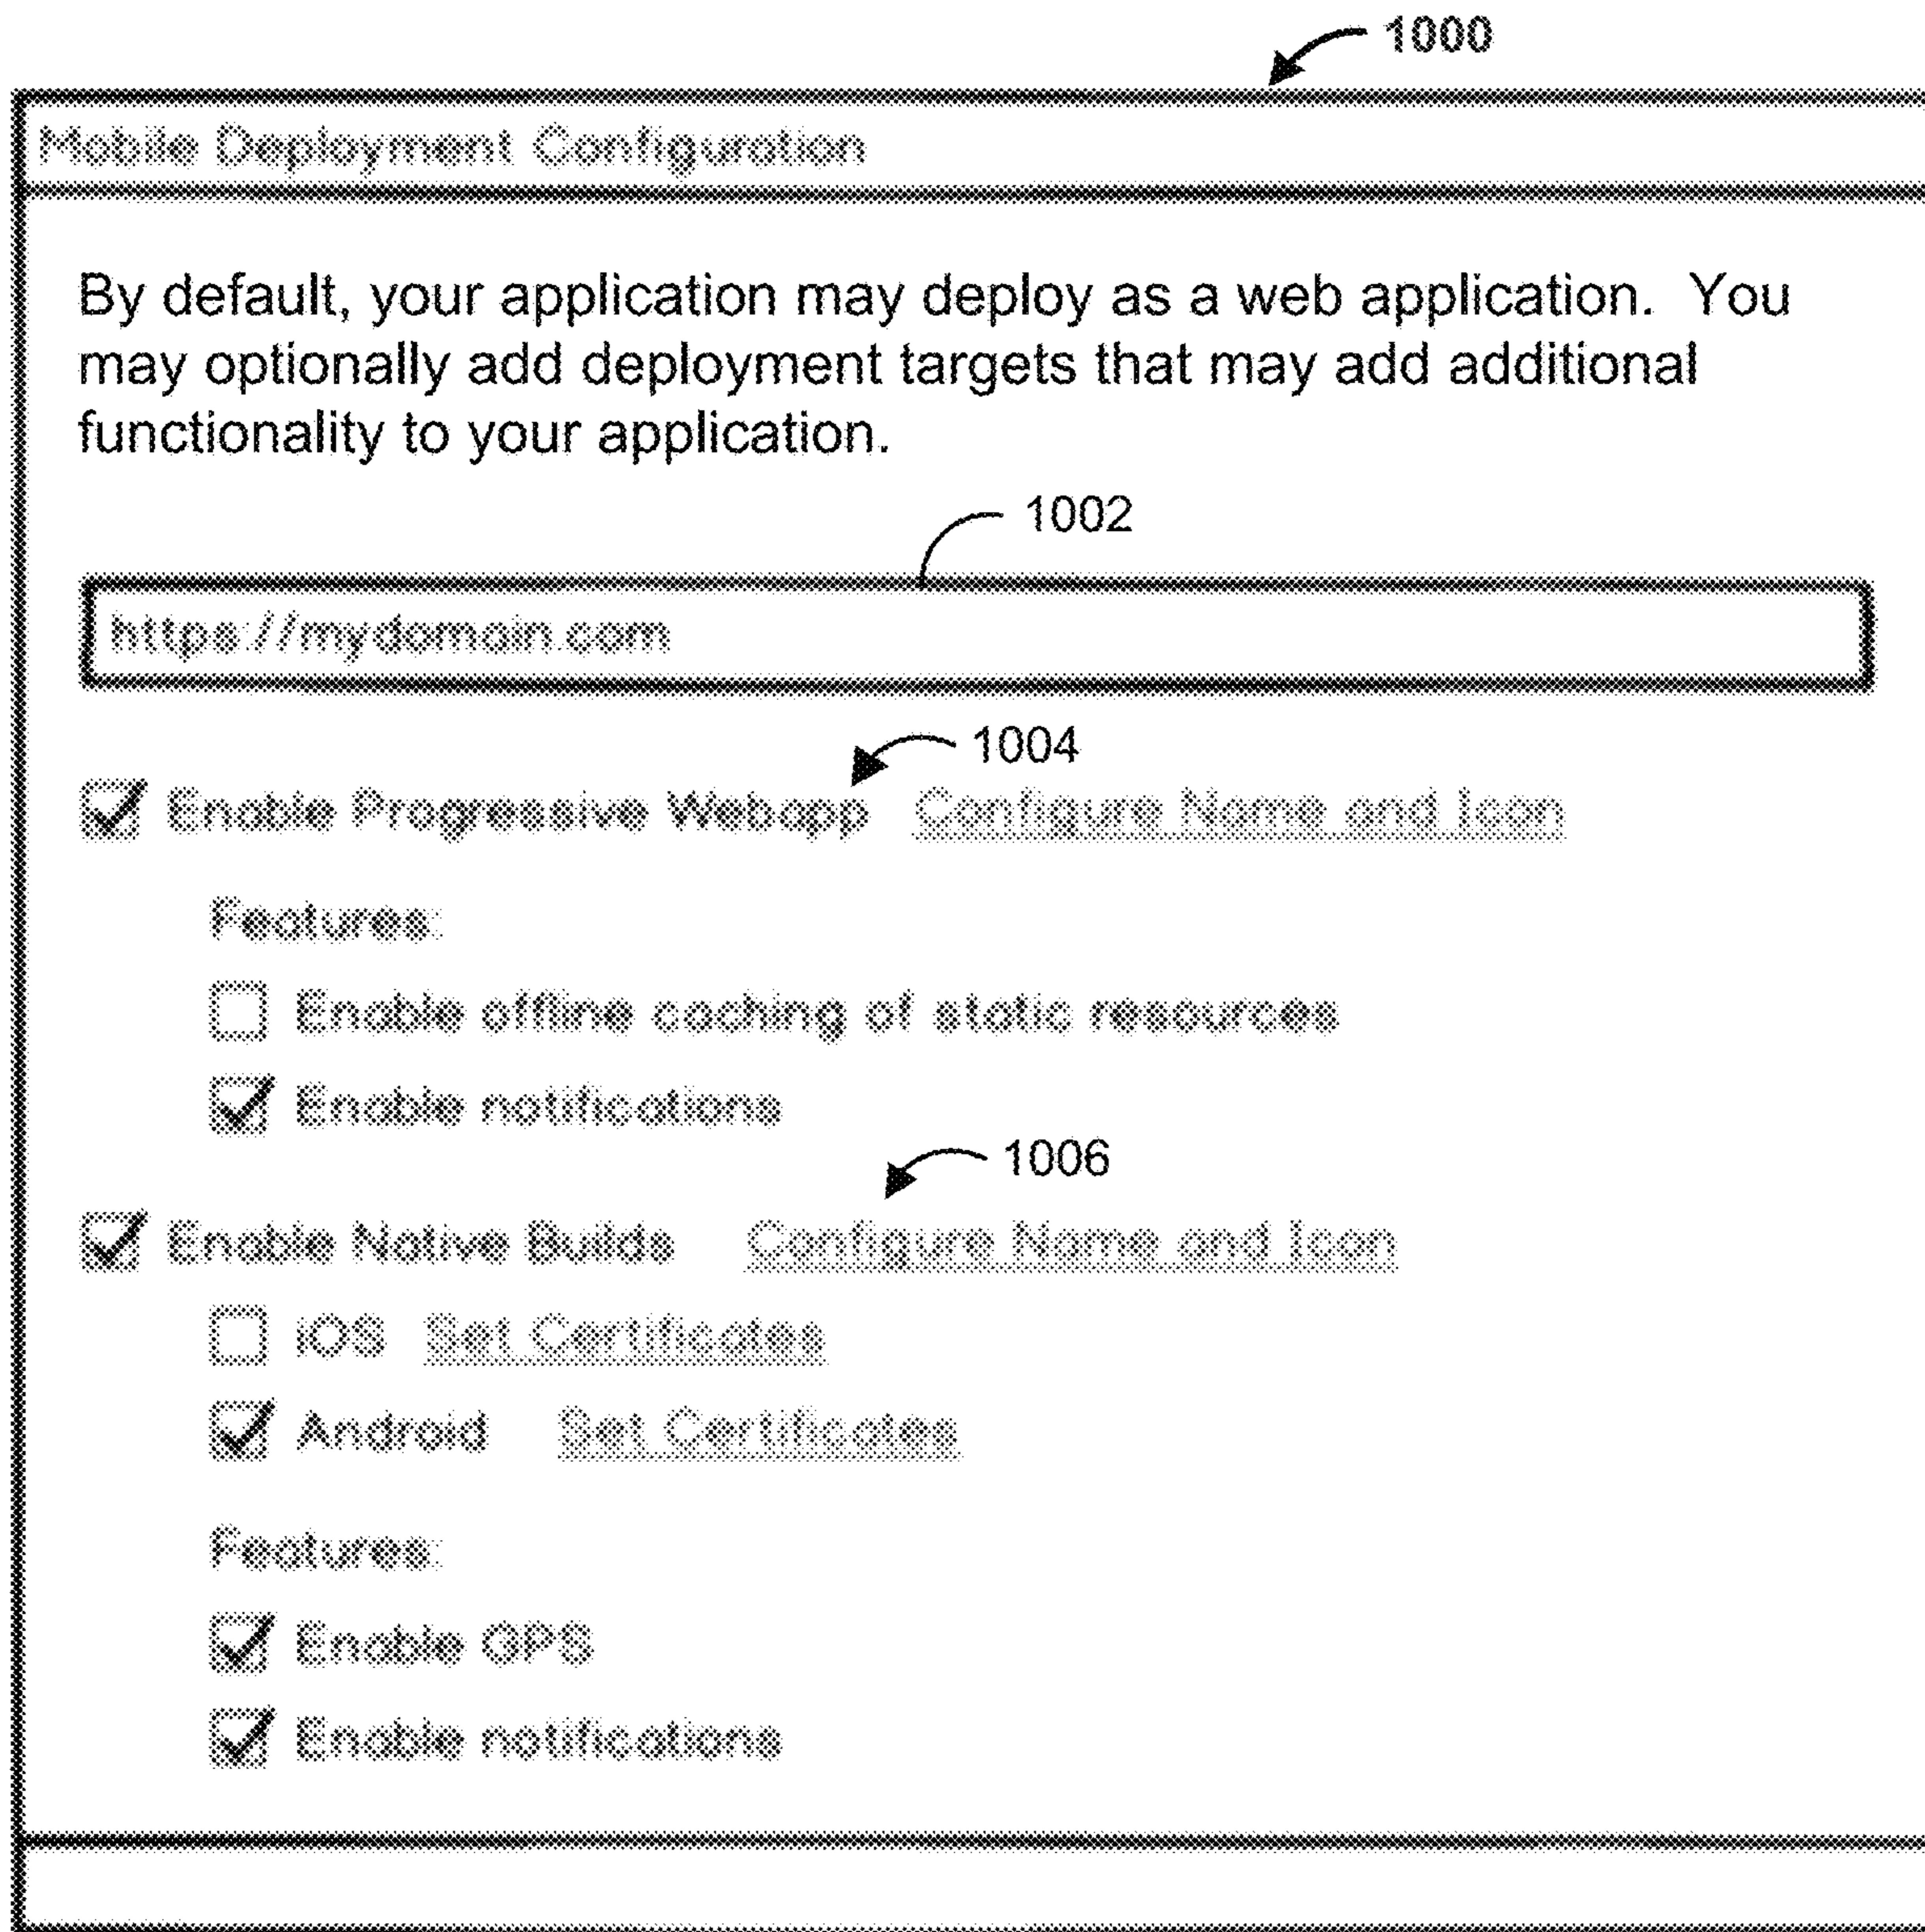 1000
Mobile Deployment Configuration
By default, your application may deploy as a web application. You
may optionally add deployment targets that may add additional
functionality to your application.
1002
https://mydomain.com
1004
Enable Progressive Webapp Configure Name and Icon
Features:
Enable offline caching of static resources
Enable notifications
1006
Enable Native Builds Configure Name and Icon
iOS Set Certificates
Android Set Certificates
Features:
Enable GPS
Enable notifications